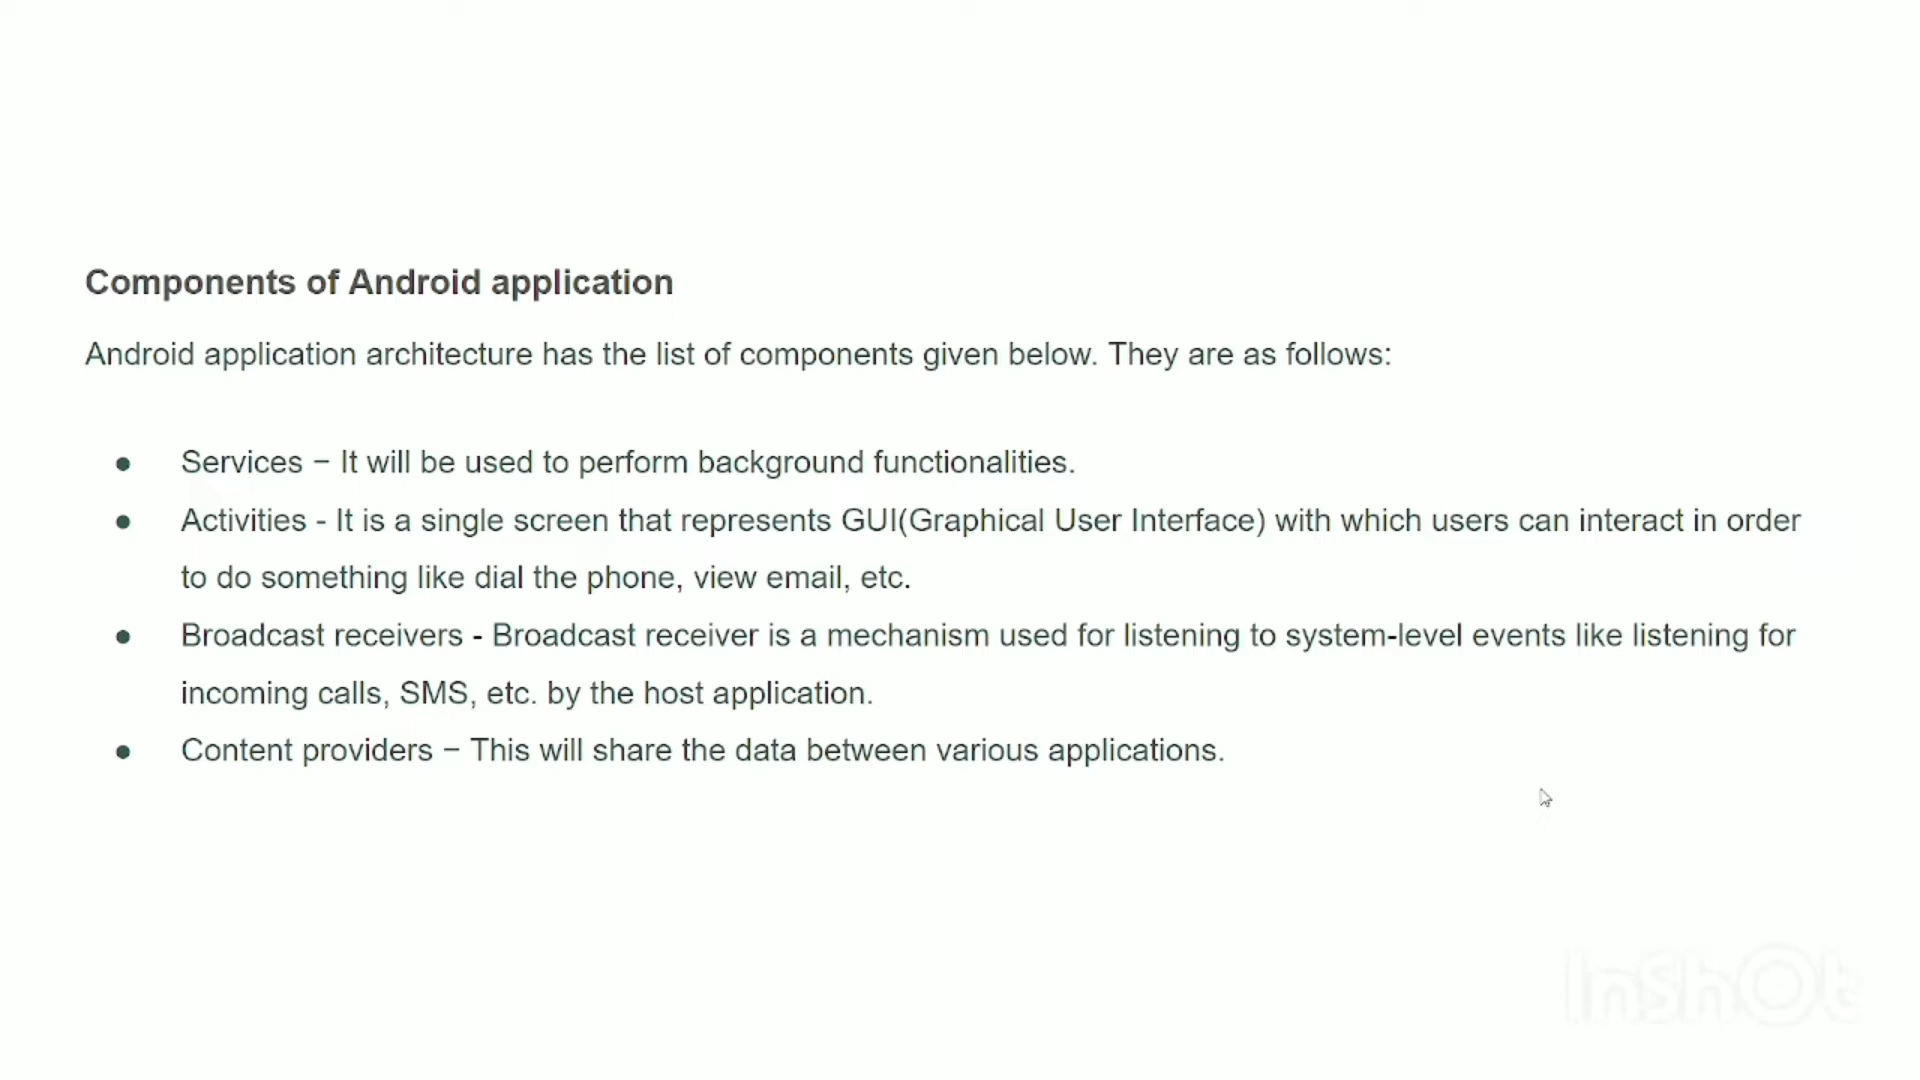 Components of Android application
Android application architecture has the list of components given below. They are as follows:
● Services − It will be used to perform background functionalities.
● Activities - It is a single screen that represents GUI(Graphical User Interface) with which users can interact in order
to do something like dial the phone, view email, etc.
● Broadcast receivers - Broadcast receiver is a mechanism used for listening to system-level events like listening for
incoming calls, SMS, etc. by the host application.
● Content providers − This will share the data between various applications.
InShOt